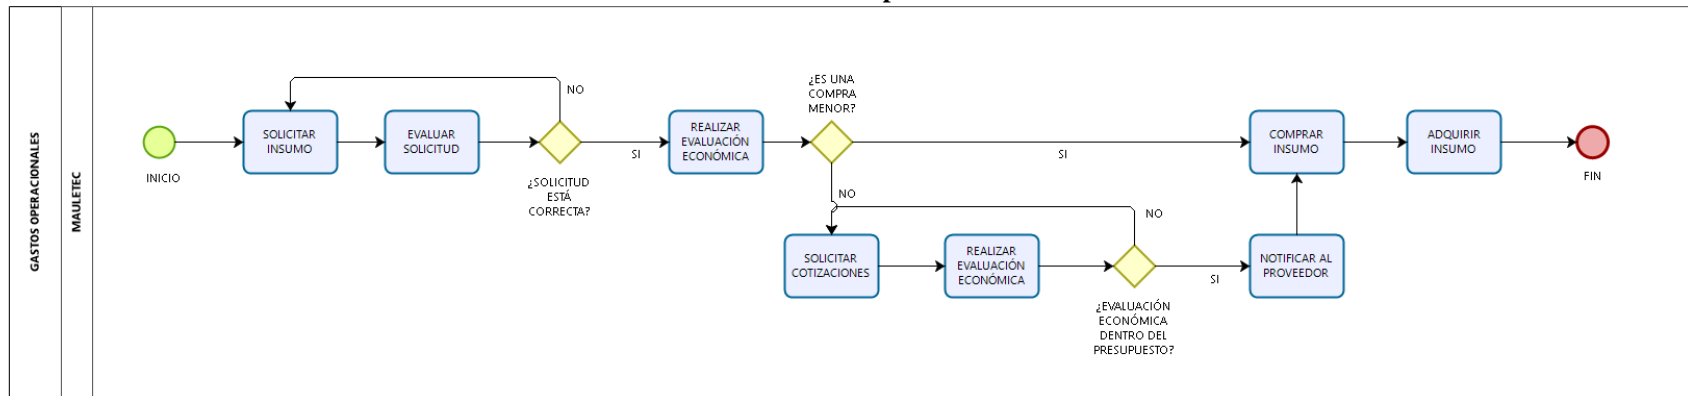 GASTOS OPERACIONALES
MAULETEC
INICIO
SOLICITAR
INSUMO
EVALUAR
SOLICITUD
NO
¿SOLICITUD
ESTÁ
CORRECTA?
SI
REALIZAR
EVALUACIÓN
ECONÓMICA
¿ES UNA
COMPRA
MENOR?
SI
NO
SOLICITAR
COTIZACIONES
REALIZAR
EVALUACIÓN
ECONÓMICA
NO
¿EVALUACIÓN
ECONÓMICA
DENTRO DEL
PRESUPUESTO?
SI
NOTIFICAR AL
PROVEEDOR
COMPRAR
INSUMO
ADQUIRIR
INSUMO
FIN